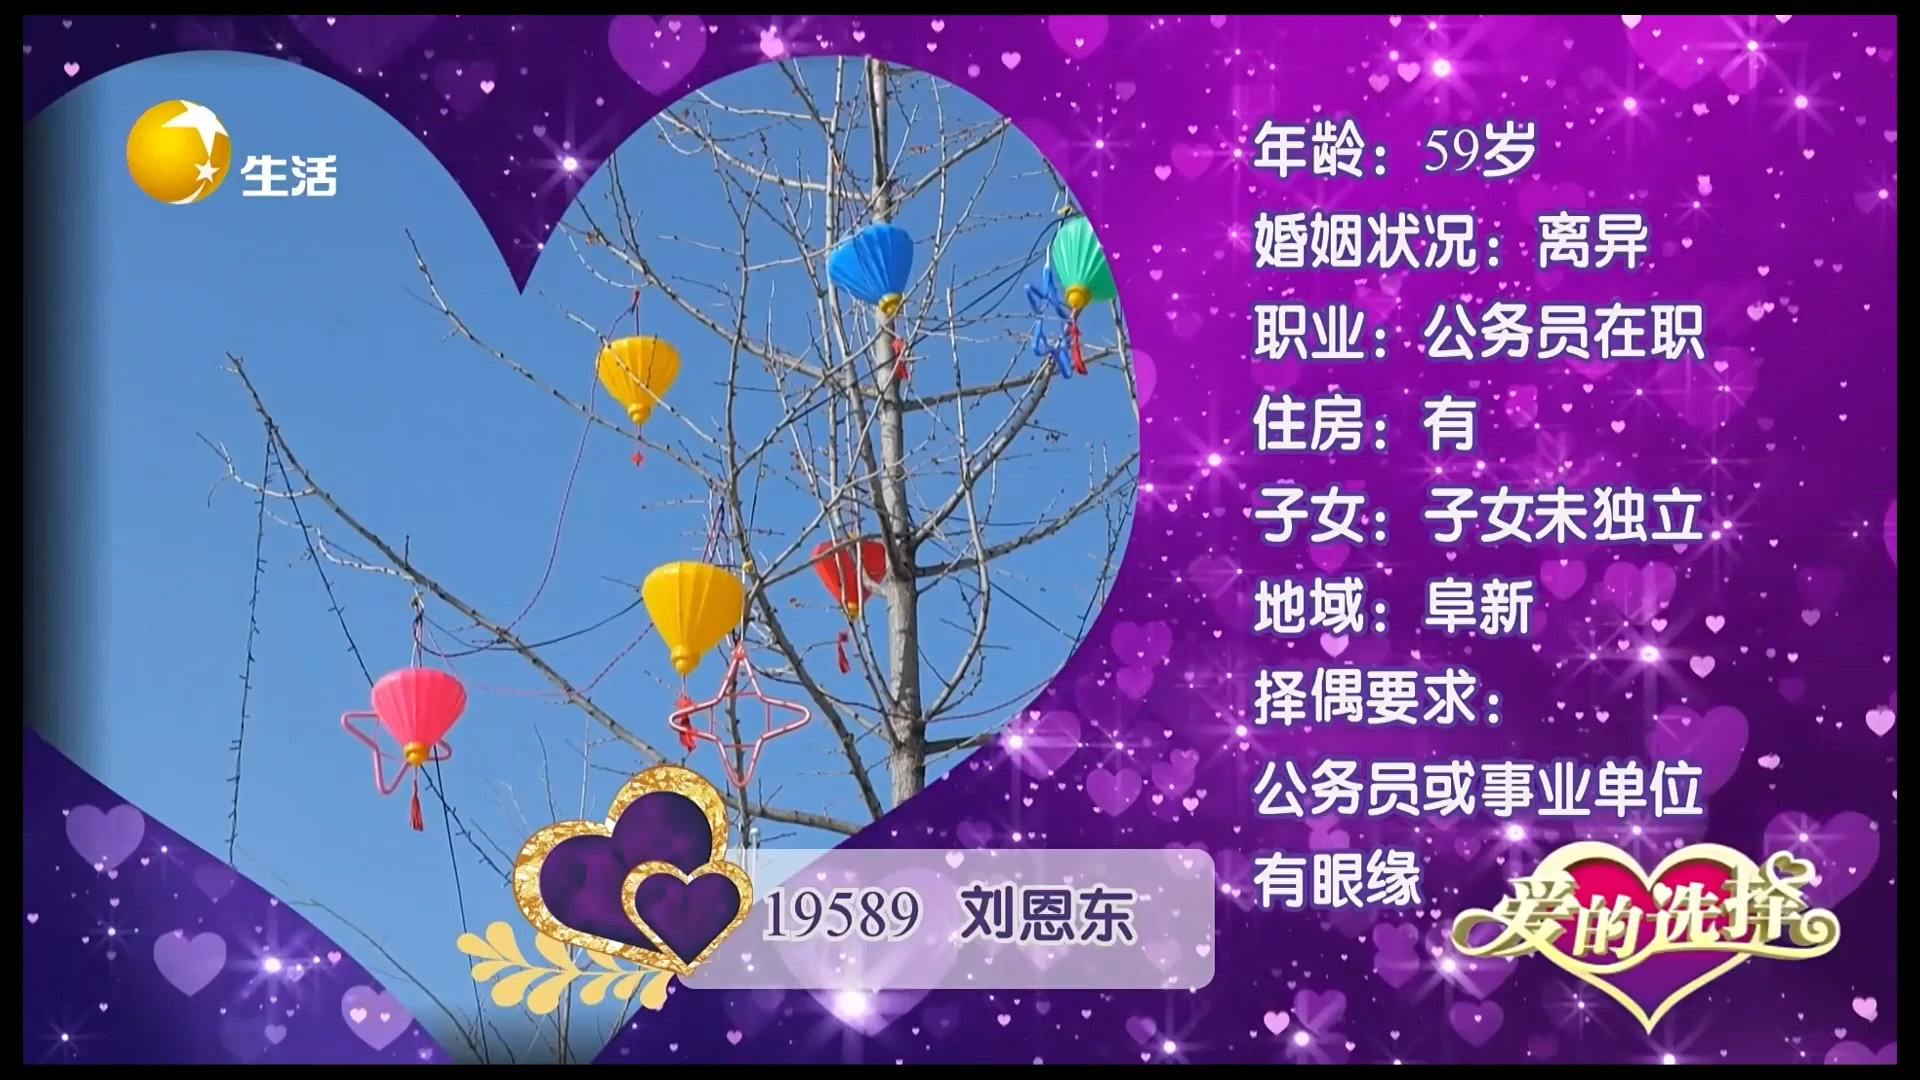 生活
年龄：59岁
婚姻状况：离异
职业：公务员在职
住房：有
子女：子女未独立
地域：阜新
择偶要求：
公务员或事业单位
有眼缘
19589 刘恩东
爱的选择